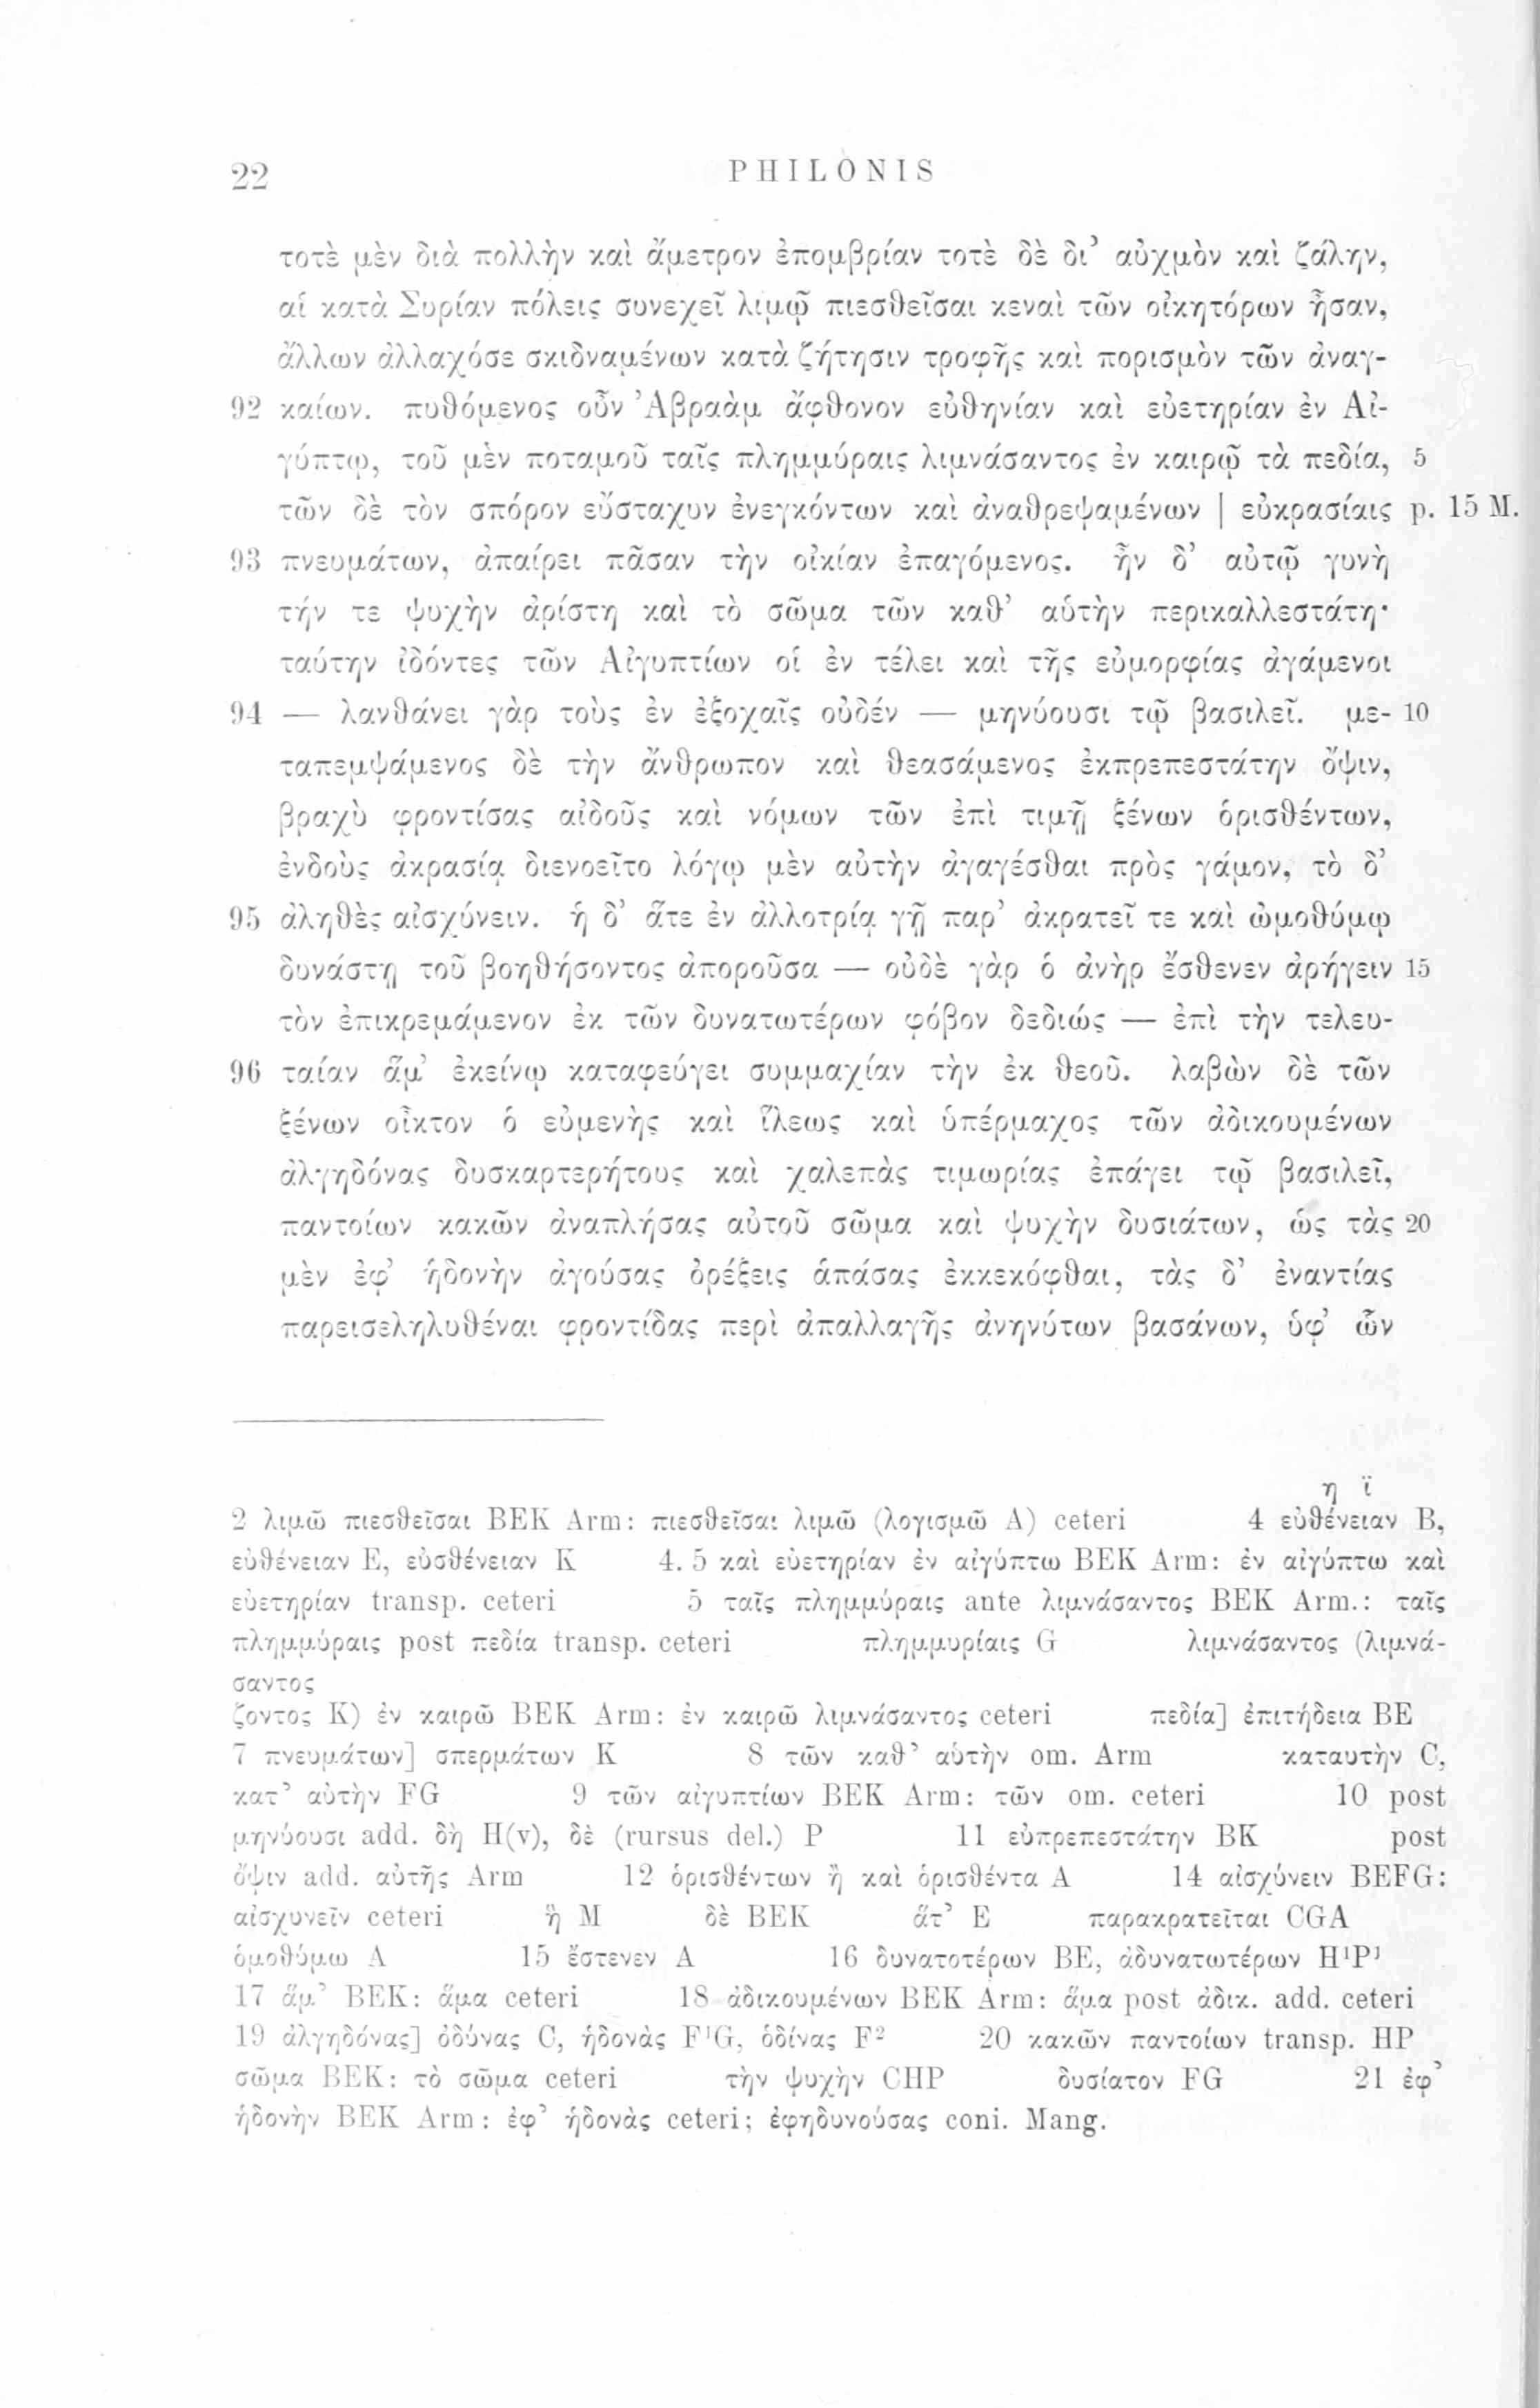 22 PHILONIS
τοτὲ μὲν διὰ πολλὴν καὶ ἄμετρον ἐπομβρίαν τοτὲ δὲ δι’ αὐχμὸν καὶ ζάλην,
αἱ κατὰ Συρίαν πόλεις συνεχεῖ λιμῷ πιεσθεῖσαι κεναὶ τῶν οἰκητόρων ἦσαν,
ἄλλων ἀλλαχόσε σκιδναμένων κατὰ ζήτησιν τροφῆς καὶ πορισμὸν τῶν ἀναγ-
92 καίων. πυθόμενος οὖν Ἀβραὰμ ἄφθονον εὐθηνίαν καὶ εὐετηρίαν ἐν Αἰ-
γύπτῳ, τοῦ μὲν ποταμοῦ ταῖς πλημμύραις λιμνάσαντος ἐν καιρῷ τὰ πεδία, 5
τῶν δὲ τὸν σπόρον εὔσταχυν ἐνεγκόντων καὶ ἀναθρεψαμένων | εὐκρασίαις p. 15 M.
93 πνευμάτων, ἀπαίρει πᾶσαν τὴν οἰκίαν ἐπαγόμενος. ἦν δ’ αὐτῷ γυνὴ
τήν τε ψυχὴν ἀρίστη καὶ τὸ σῶμα τῶν καθ’ αὑτὴν περικαλλεστάτη·
ταύτην ἰδόντες τῶν Αἰγυπτίων οἱ ἐν τέλει καὶ τῆς εὐμορφίας ἀγάμενοι
94 — λανθάνει γὰρ τοὺς ἐν ἐξοχαῖς οὐδέν — μηνύουσι τῷ βασιλεῖ. με- 10
ταπεμψάμενος δὲ τὴν ἄνθρωπον καὶ θεασάμενος ἐκπρεπεστάτην ὄψιν,
βραχὺ φροντίσας αἰδοῦς καὶ νόμων τῶν ἐπὶ τιμῇ ξένων ὁρισθέντων,
ἐνδοὺς ἀκρασίᾳ διενοεῖτο λόγῳ μὲν αὐτὴν ἀγαγέσθαι πρὸς γάμον, τὸ δ’
95 ἀληθὲς αἰσχύνειν. ἡ δ’ ἅτε ἐν ἀλλοτρίᾳ γῇ παρ’ ἀκρατεῖ τε καὶ ὠμοθύμῳ
δυνάστῃ τοῦ βοηθήσοντος ἀποροῦσα — οὐδὲ γὰρ ὁ ἀνὴρ ἔσθενεν ἀρήγειν 15
τὸν ἐπικρεμάμενον ἐκ τῶν δυνατωτέρων φόβον δεδιώς — ἐπὶ τὴν τελευ-
96 ταίαν ἅμ’ ἐκείνῳ καταφεύγει συμμαχίαν τὴν ἐκ θεοῦ. λαβὼν δὲ τῶν
ξένων οἶκτον ὁ εὐμενὴς καὶ ἵλεως καὶ ὑπέρμαχος τῶν ἀδικουμένων
ἀλγηδόνας δυσκαρτερήτους καὶ χαλεπὰς τιμωρίας ἐπάγει τῷ βασιλεῖ,
παντοίων κακῶν ἀναπλήσας αὐτοῦ σῶμα καὶ ψυχὴν δυσιάτων, ὡς τὰς 20
μὲν ἐφ’ ἡδονὴν ἀγούσας ὀρέξεις ἁπάσας ἐκκεκόφθαι, τὰς δ’ ἐναντίας
παρεισεληλυθέναι φροντίδας περὶ ἀπαλλαγῆς ἀνηνύτων βασάνων, ὑφ’ ὧν
η ϊ
2 λιμῶ πιεσθεῖσαι BEK Arm: πιεσθεῖσαι λιμῶ (λογισμῶ A) ceteri 4 εὐθένειαν B,
εὐθένειαν E, εὐσθένειαν K 4. 5 καὶ εὐετηρίαν ἐν αἰγύπτω BEK Arm: ἐν αἰγύπτω καὶ
εὐετηρίαν transp. ceteri 5 ταῖς πλημμύραις ante λιμνάσαντος BEK Arm.: ταῖς
πλημμύραις post πεδία transp. ceteri πλημμυρίαις G λιμνάσαντος (λιμνά-
σαντος
ζοντος K) ἐν καιρῶ BEK Arm: ἐν καιρῶ λιμνάσαντος ceteri πεδία] ἐπιτήδεια BE
7 πνευμάτων] σπερμάτων K 8 τῶν καθ’ αὑτὴν om. Arm καταυτὴν C,
κατ’ αὐτὴν FG 9 τῶν αἰγυπτίων BEK Arm: τῶν om. ceteri 10 post
μηνύουσι add. δὴ H(v), δὲ (rursus del.) P 11 εὐπρεπεστάτην BK post
ὄψιν add. αὐτῆς Arm 12 ὁρισθέντων ἢ καὶ ὁρισθέντα A 14 αἰσχύνειν BEFG:
αἰσχυνεῖν ceteri ἢ M δὲ BEK ἅτ’ E παρακρατεῖται CGA
ὁμοθύμω A 15 ἔστενεν A 16 δυνατοτέρων BE, ἀδυνατωτέρων H¹P¹
17 ἅμ’ BEK: ἅμα ceteri 18 ἀδικουμένων BEK Arm: ἅμα post ἀδικ. add. ceteri
19 ἀλγηδόνας] ὀδύνας C, ἡδονὰς F¹G, ὁδίνας F² 20 κακῶν παντοίων transp. HP
σῶμα BEK: τὸ σῶμα ceteri τὴν ψυχὴν CHP δυσίατον FG 21 ἐφ’
ἡδονὴν BEK Arm: ἐφ’ ἡδονὰς ceteri; ἐφηδυνούσας coni. Mang.